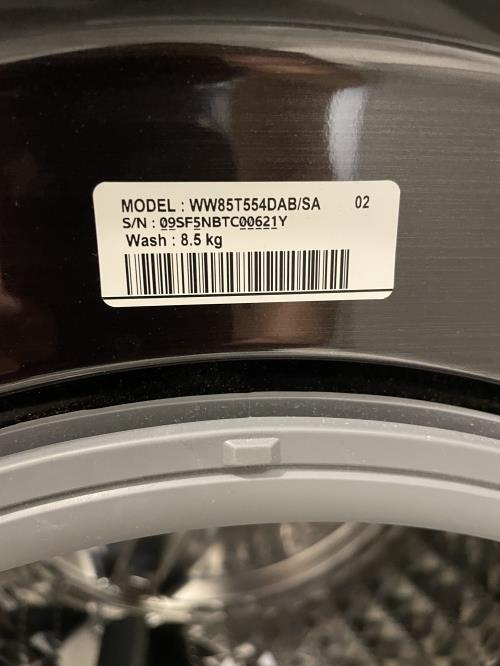 MODEL : WW85T554DAB/SA 02
S/N : 09SF5NBTC00621Y
Wash : 8.5 kg